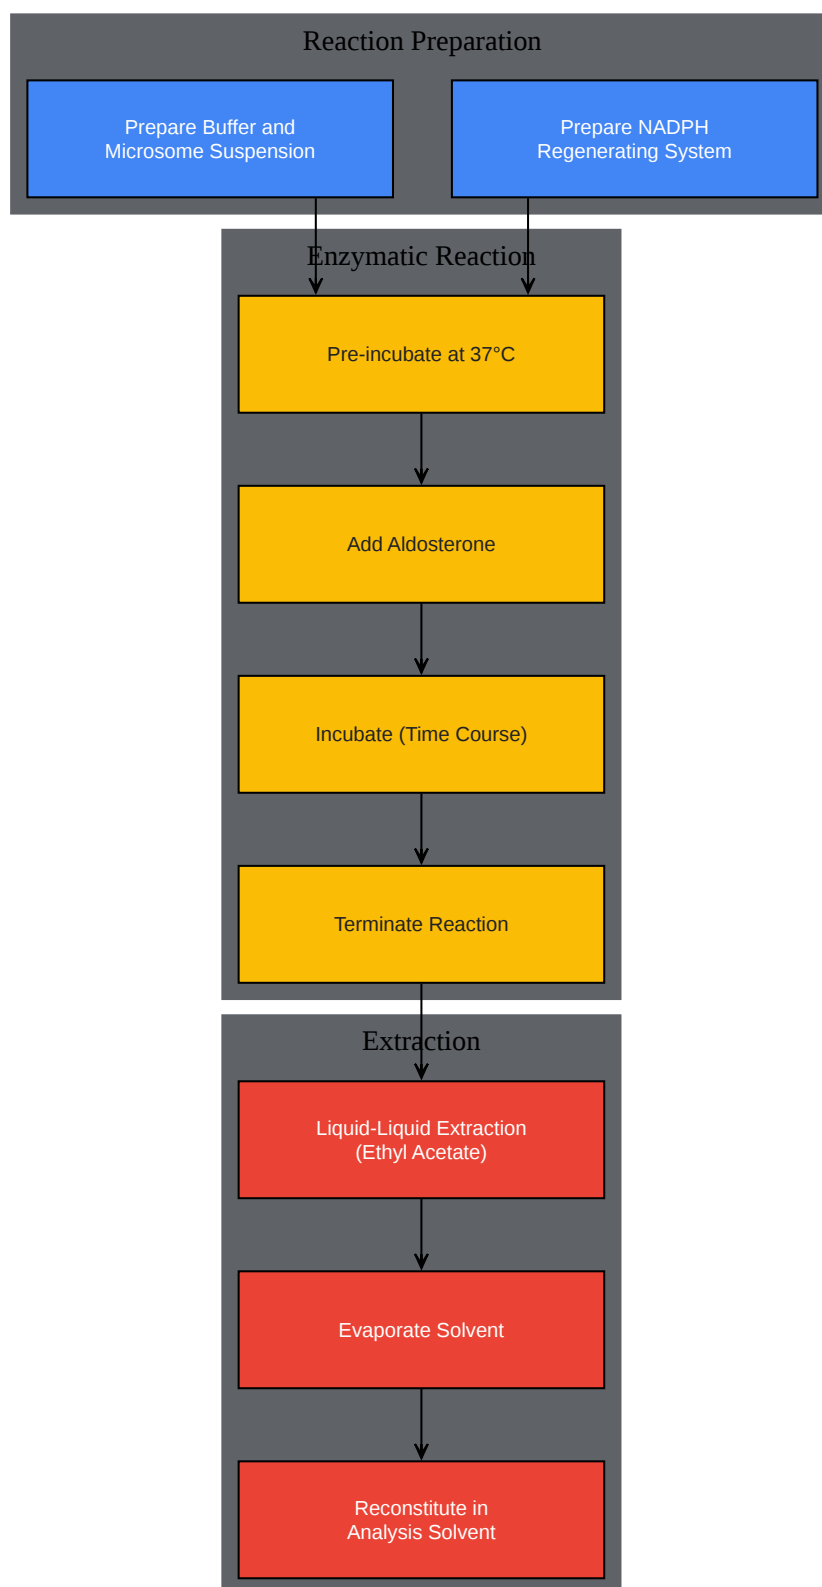 Reaction Preparation
Prepare Buffer and
Microsome Suspension
Prepare NADPH
Regenerating System
Enzymatic Reaction
Pre-incubate at 37°C
Add Aldosterone
Incubate (Time Course)
Terminate Reaction
Extraction
Liquid-Liquid Extraction
(Ethyl Acetate)
Evaporate Solvent
Reconstitute in
Analysis Solvent